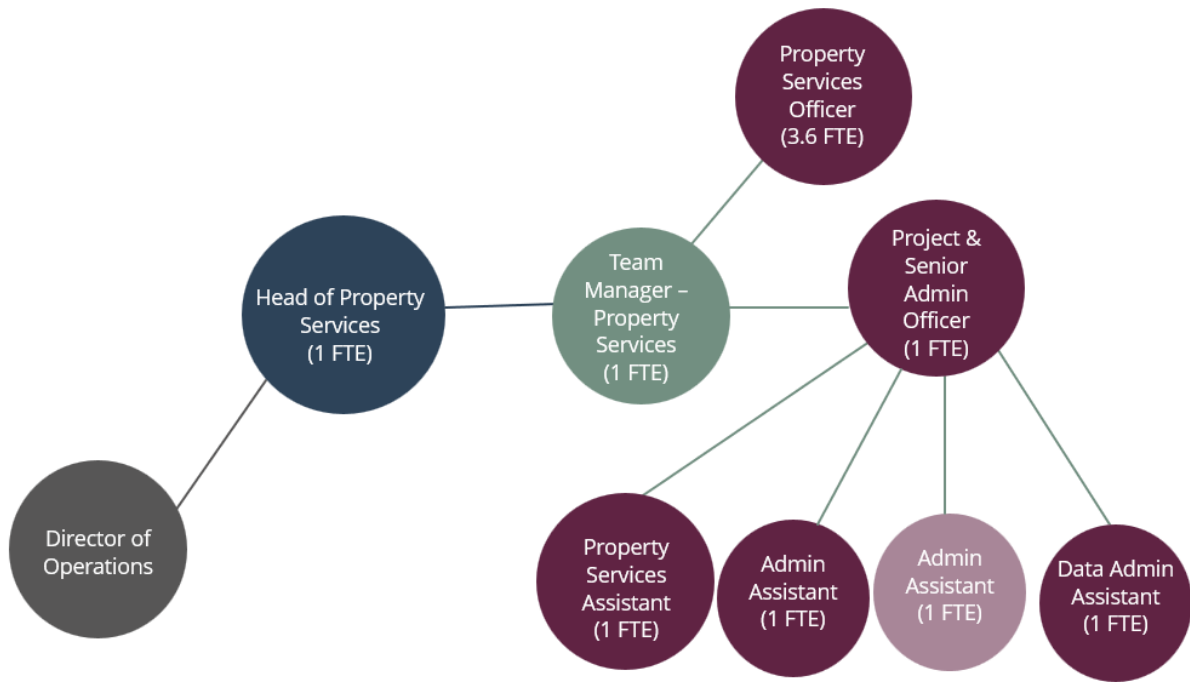 Property
Services
Officer
(3.6 FTE)
Project &
Senior
Admin
Officer
(1 FTE)
Team
Manager –
Property
Services
(1 FTE)
Head of Property
Services
(1 FTE)
Director of
Operations
Property
Services
Assistant
(1 FTE)
Admin
Assistant
(1 FTE)
Admin
Assistant
(1 FTE)
Data Admin
Assistant
(1 FTE)